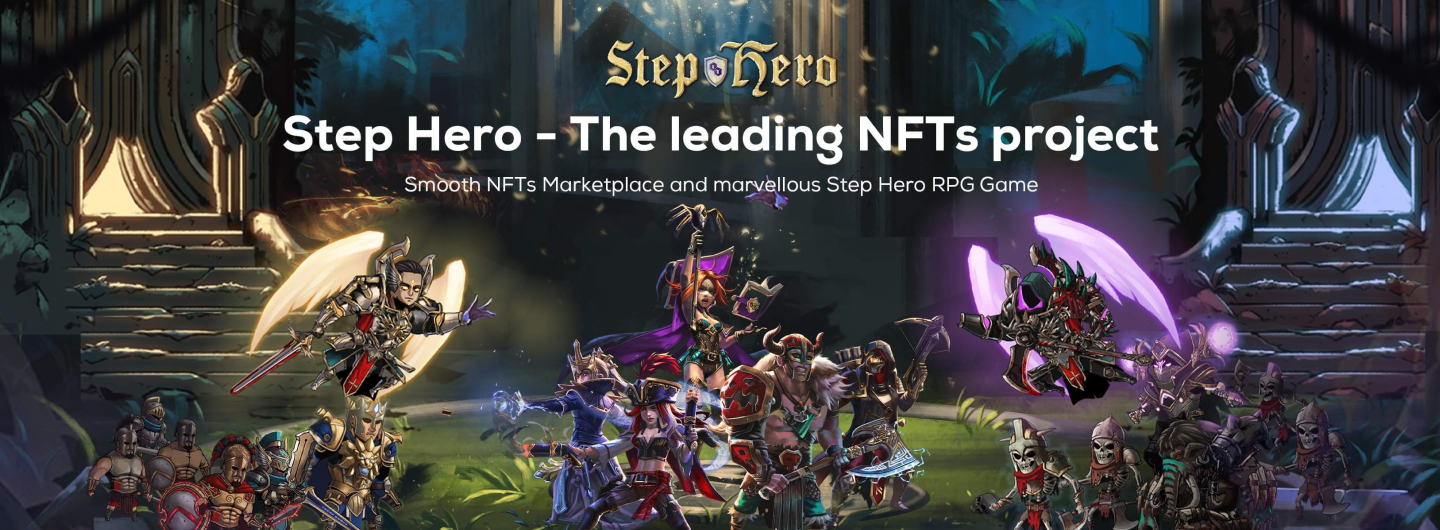 Step Hero
Step Hero - The leading NFTs project
Smooth NFTs Marketplace and marvellous Step Hero RPG Game